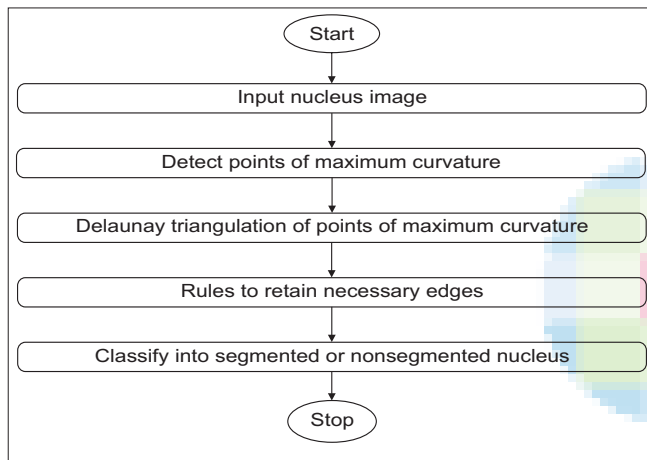 Start
Input nucleus image
Detect points of maximum curvature
Delaunay triangulation of points of maximum curvature
Rules to retain necessary edges
Classify into segmented or nonsegmented nucleus
Stop